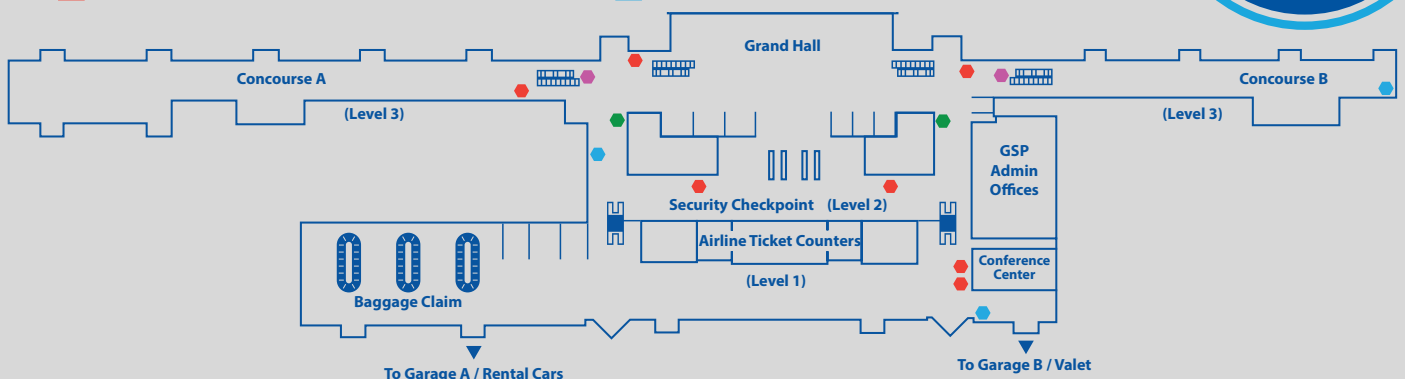 Grand Hall
Concourse A
(Level 3)
Concourse B
(Level 3)
GSP
Admin
Offices
Security Checkpoint (Level 2)
Airline Ticket Counters
(Level 1)
Conference
Center
Baggage Claim
To Garage A / Rental Cars
To Garage B / Valet